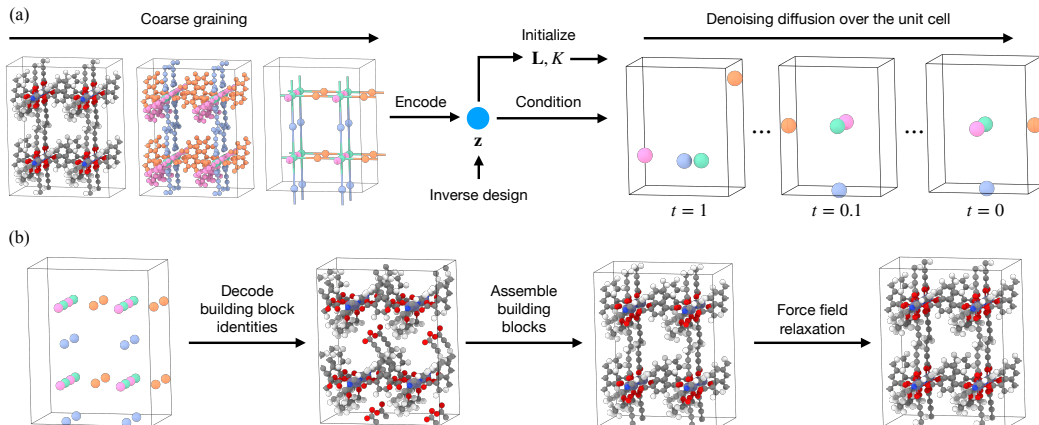 (a)
Coarse graining
Encode
z
Inverse design
Initialize
L, K
Condition
Denoising diffusion over the unit cell
...
...
t = 1
t = 0.1
t = 0
(b)
Decode
building block
identities
Assemble
building
blocks
Force field
relaxation